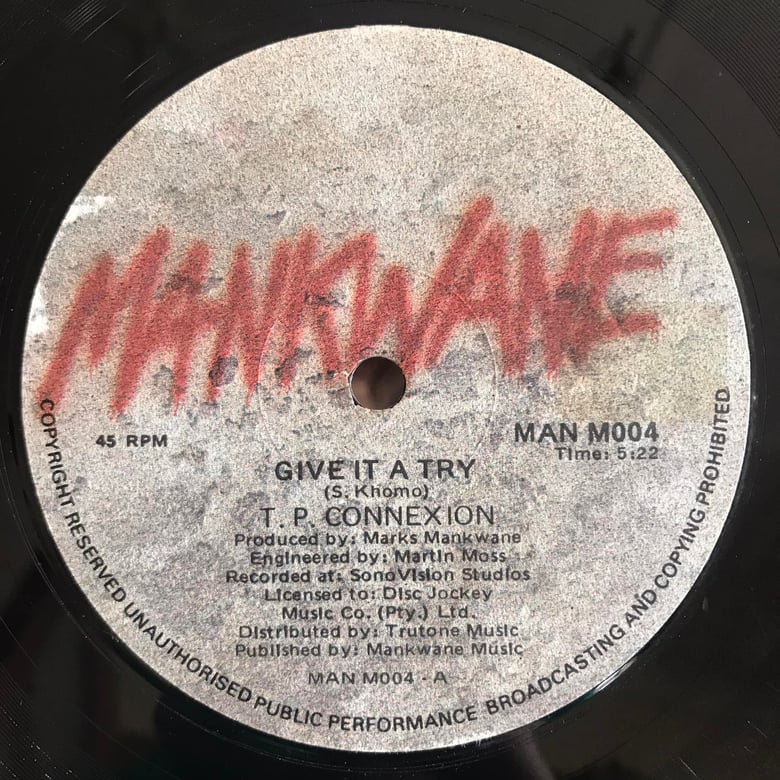 MANKWANE
45 RPM
MAN M004
Time: 5:22
GIVE IT A TRY
(S. Khomo)
T. P. CONNEXION
Produced by: Marks Mankwane
Engineered by: Martin Moss
Recorded at: SonoVision Studios
Licensed to: Disc Jockey
Music Co. (Pty.) Ltd.
Distributed by: Trutone Music
Published by: Mankwane Music
MAN M004 - A
COPYRIGHT RESERVED UNAUTHORISED PUBLIC PERFORMANCE BROADCASTING AND COPYING PROHIBITED